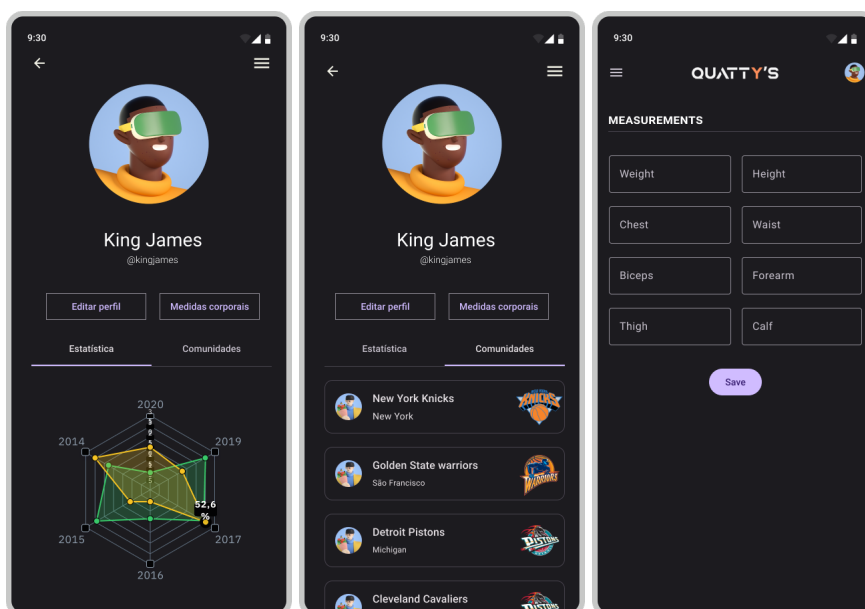 9:30
King James
@kingjames
Editar perfil
Medidas corporais
Estatística
Comunidades
2020
2014
2019
52,6
%
2015
2017
2016
9:30
King James
@kingjames
Editar perfil
Medidas corporais
Estatística
Comunidades
New York Knicks
New York
KNICKS
Golden State warriors
São Francisco
WARRIORS
Detroit Pistons
Michigan
PISTONS
Cleveland Cavaliers
PISTONS
9:30
QUATTY'S
MEASUREMENTS
Weight
Height
Chest
Waist
Biceps
Forearm
Thigh
Calf
Save